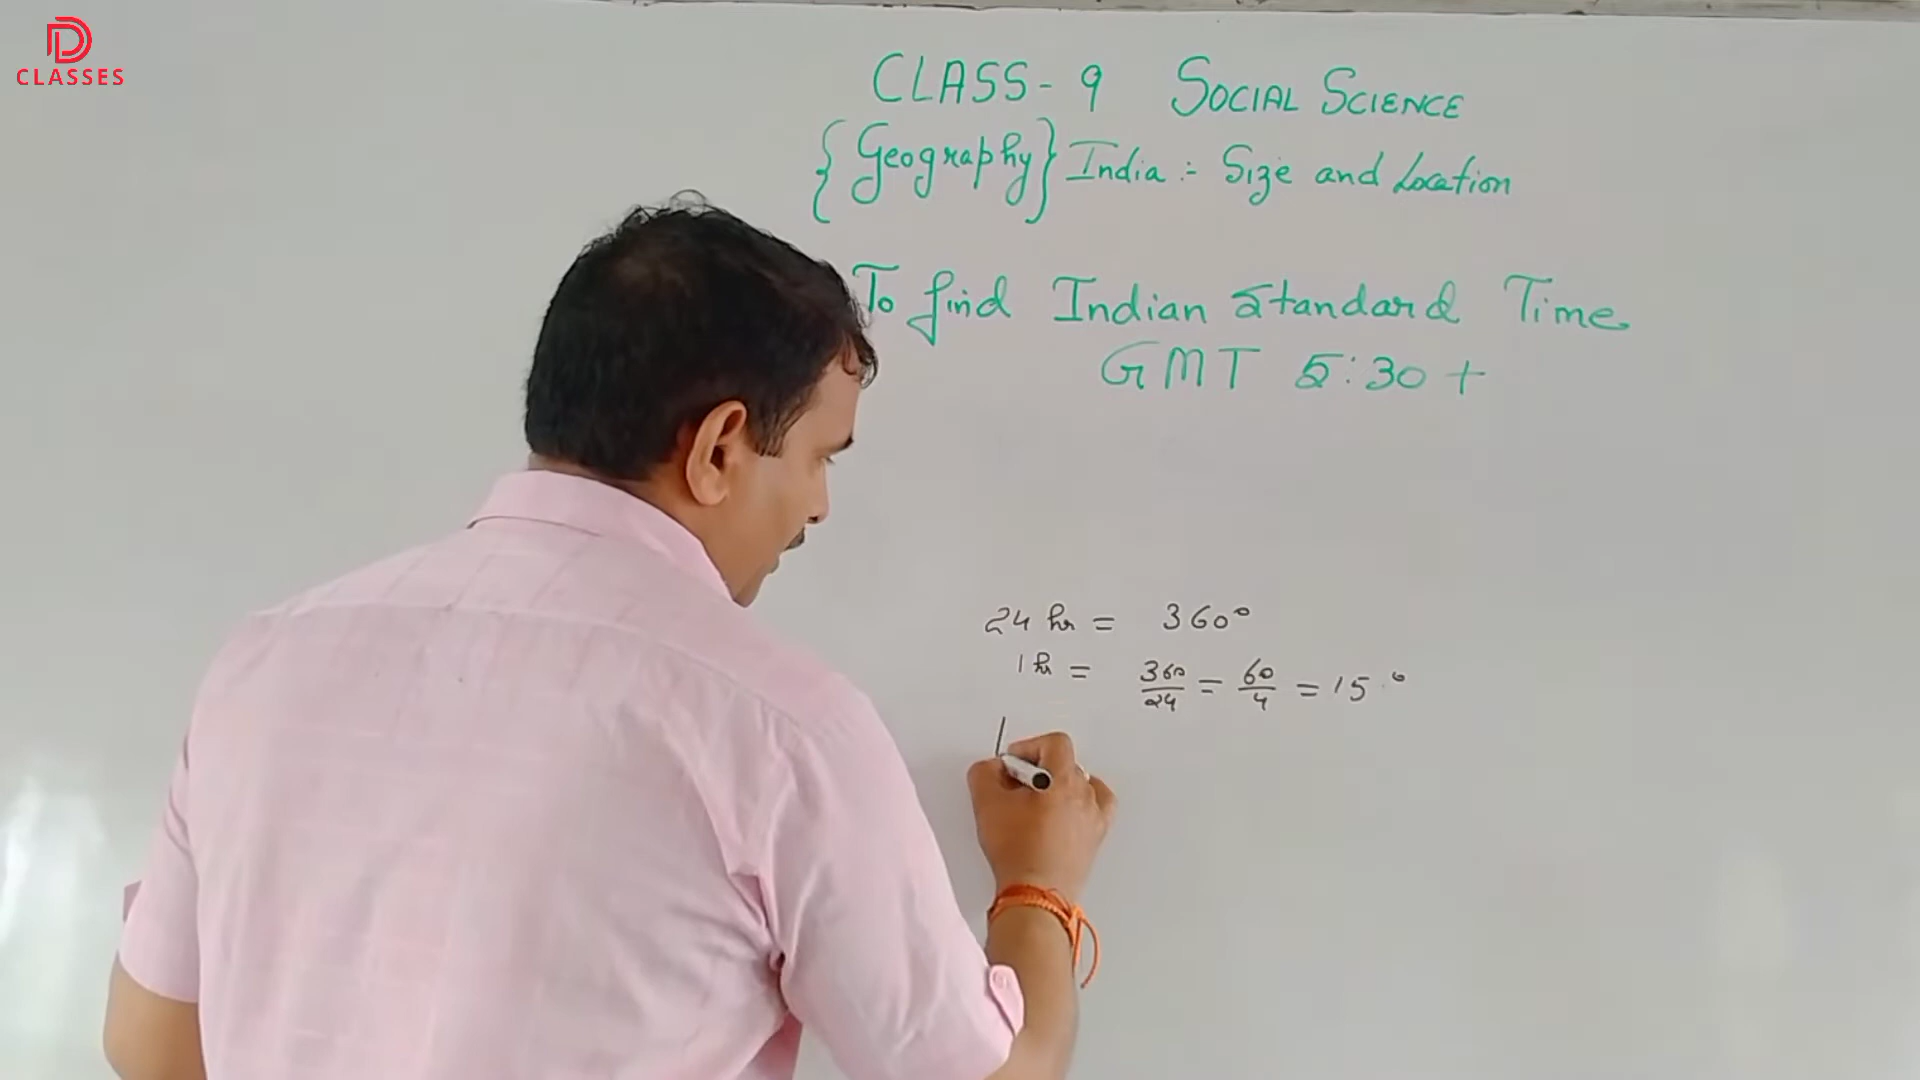 D
CLASSES
CLASS - 9 SOCIAL SCIENCE
{Geography} India :- Size and Location
To find Indian Standard Time
GMT 5:30 +
24 hr = 360°
1 hr = 360/24 = 60/4 = 15°